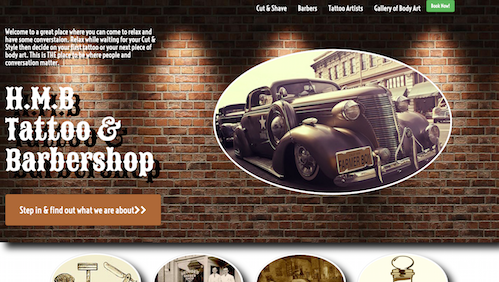 Cut & Shave Barbers Tattoo Artists Gallery of Body Art Book Now!
Welcome to a great place where you can come to relax and
have some converstaion. Relax while waiting for your Cut &
Style then decide on your first tattoo or your next piece of
body art. This is THE place to be where people and
conversation matter.
H.M.B
Tattoo &
Barbershop
Step in & find out what we are about